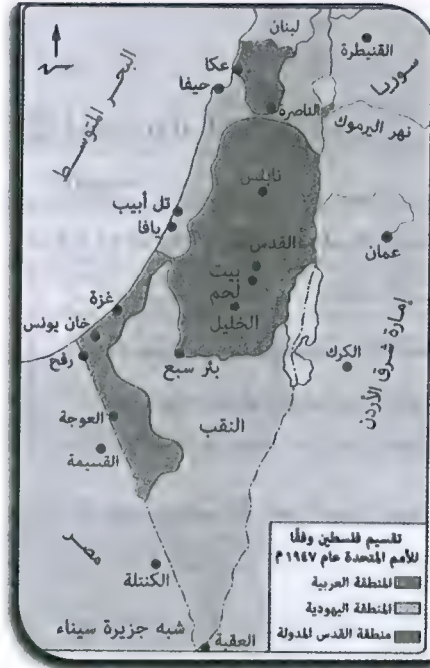 لبنان
القنيطرة
سوريا
عكا
حيفا
البحر المتوسط
الناصرة
نهر اليرموك
نابلس
تل أبيب
يافا
القدس
عمان
بيت
لحم
غزة
خان يونس
الخليل
رفح
بئر سبع
الكرك
إمارة شرق الأردن
العوجة
النقب
القسيمة
مصر
الكنتلة
شبه جزيرة سيناء
العقبة
تقسيم فلسطين وفقًا
للأمم المتحدة عام ١٩٤٧م
المنطقة العربية
المنطقة اليهودية
منطقة القدس المدولة